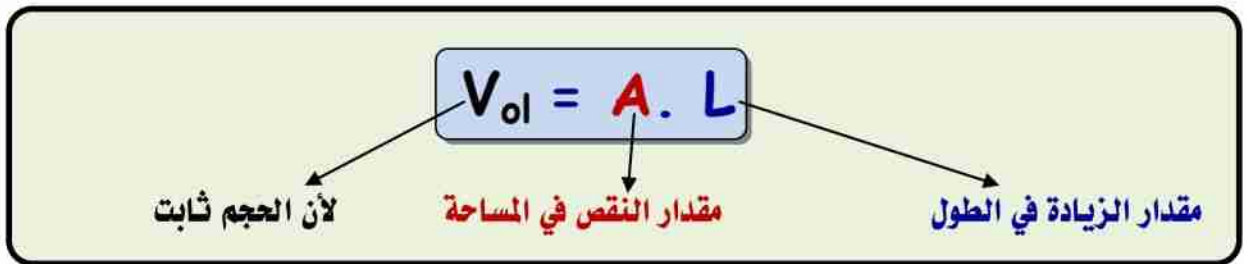 Vol = A . L
مقدار الزيادة في الطول مقدار النقص في المساحة لأن الحجم ثابت